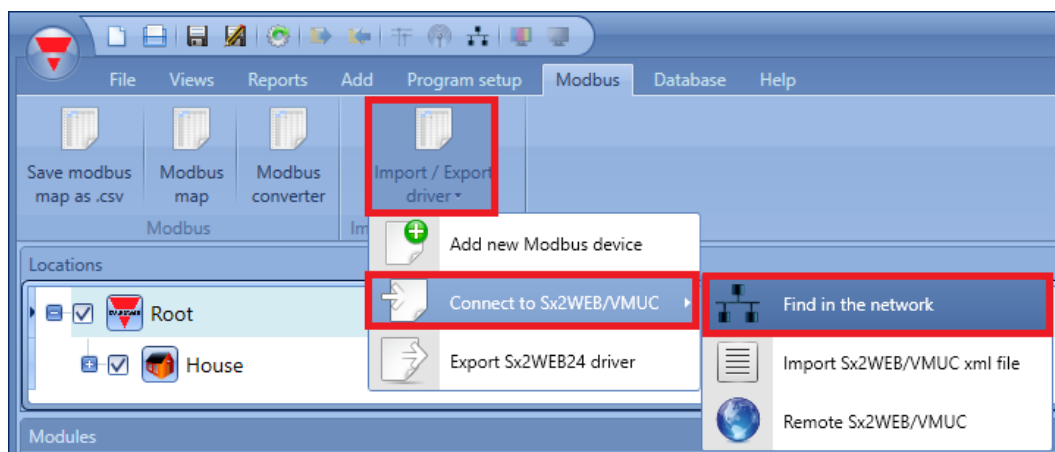 File Views Reports Add Program setup Modbus Database Help
Save modbus
map as .csv
Modbus
map
Modbus
converter
Import / Export
driver
Modbus
Im
Add new Modbus device
Locations
Connect to Sx2WEB/VMUC
Find in the network
Root
House
Export Sx2WEB24 driver
Import Sx2WEB/VMUC xml file
Remote Sx2WEB/VMUC
Modules